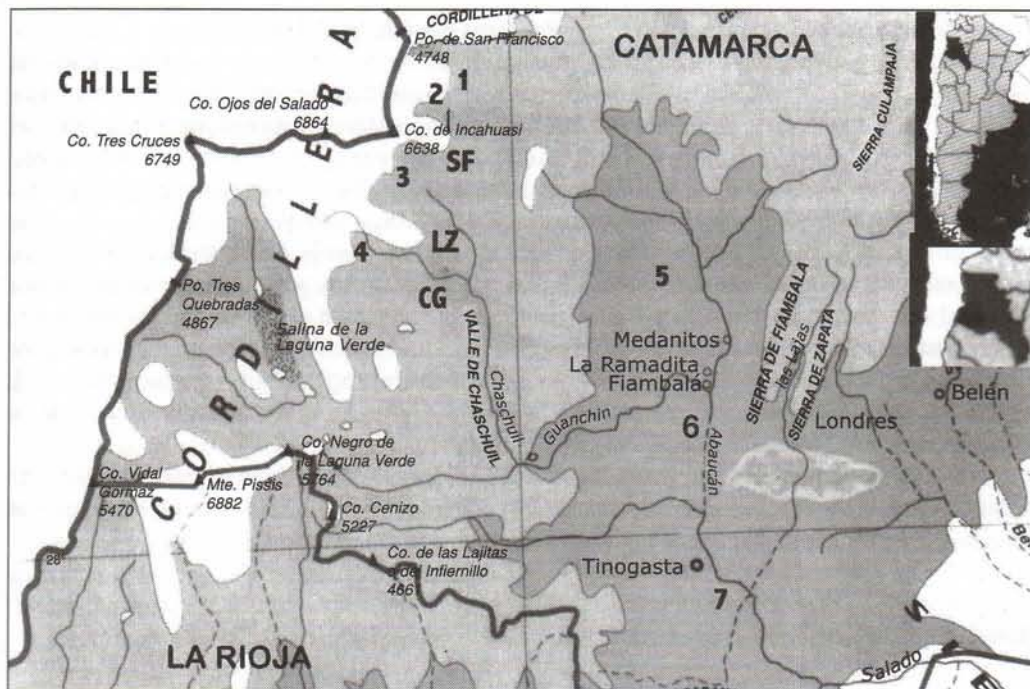 CORDILLERA DE
Po. de San Francisco
4748
CATAMARCA
CHILE
1
2
Co. Ojos del Salado
6864
Co. de Incahuasi
6638
Co. Tres Cruces
6749
SF
3
SIERRA CULAMPAJA
CORDILLERA
LZ
4
CG
5
Po. Tres
Quebradas
4867
Salina de la
Laguna Verde
VALLE DE CHASCHUIL
Chaschuil
Medanitos
La Ramadita
Fiambalá
SIERRA DE FIAMBALA
las Lajas
SIERRA DE ZAPATA
Belén
Londres
Guanchin
6
Abaucán
Co. Negro de
la Laguna Verde
5764
Co. Vidal
Gormaz
5470
Mte. Pissis
6882
Co. Cenizo
5227
28°
Co. de las Lajitas
o del Infiernillo
466
Tinogasta
7
LA RIOJA
Salado